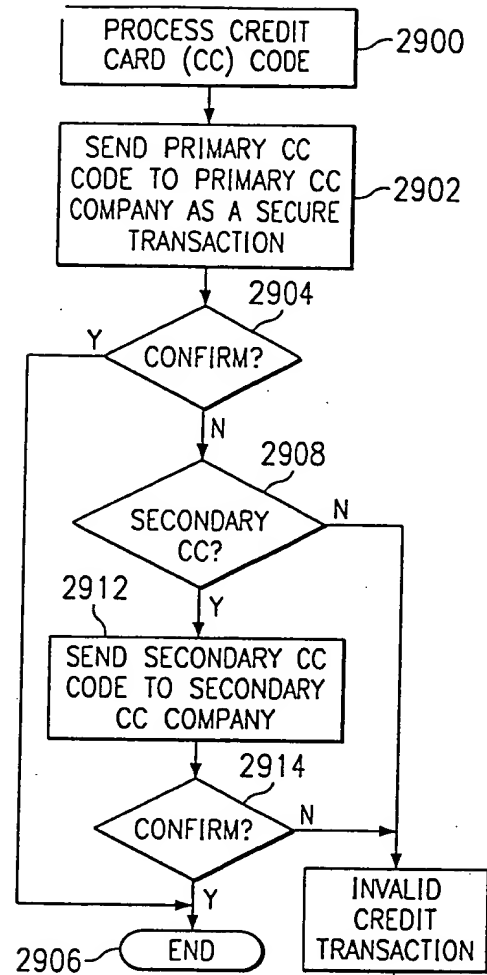 PROCESS CREDIT
CARD (CC) CODE
2900
SEND PRIMARY CC
CODE TO PRIMARY CC
COMPANY AS A SECURE
TRANSACTION
2902
2904
Y
CONFIRM?
N
2908
SECONDARY
CC?
N
2912
Y
SEND SECONDARY CC
CODE TO SECONDARY
CC COMPANY
2914
CONFIRM?
N
Y
INVALID
CREDIT
TRANSACTION
2906
END